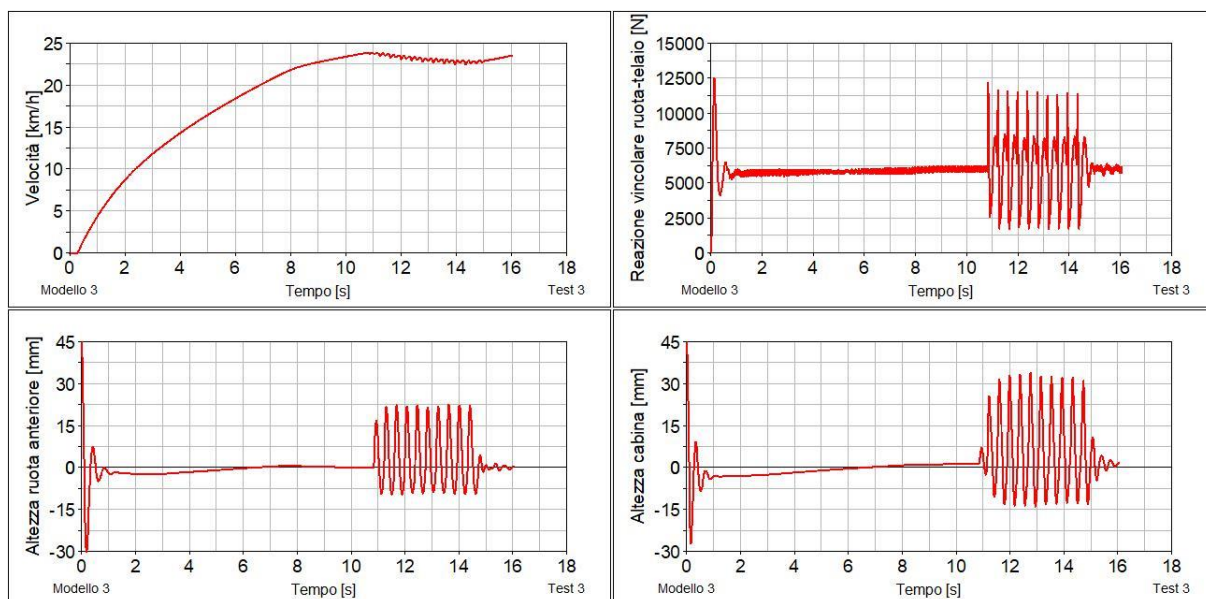 Velocità [km/h]
25
20
15
10
5
0
0 2 4 6 8 10 12 14 16 18
Modello 3 Tempo [s] Test 3
Reazione vincolare ruota-telaio [N]
15000
12500
10000
7500
5000
2500
0
0 2 4 6 8 10 12 14 16 18
Modello 3 Tempo [s] Test 3
Altezza ruota anteriore [mm]
45
30
15
0
-15
-30
0 2 4 6 8 10 12 14 16 18
Modello 3 Tempo [s] Test 3
Altezza cabina [mm]
45
30
15
0
-15
-30
0 2 4 6 8 10 12 14 16 18
Modello 3 Tempo [s] Test 3